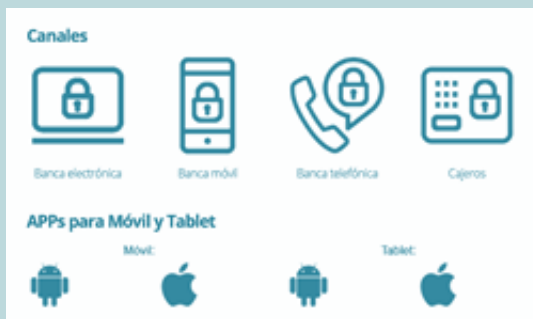 Canales
Banca electrónica Banca móvil Banca telefónica Cajeros
APPs para Móvil y Tablet
Móvil: Tablet: